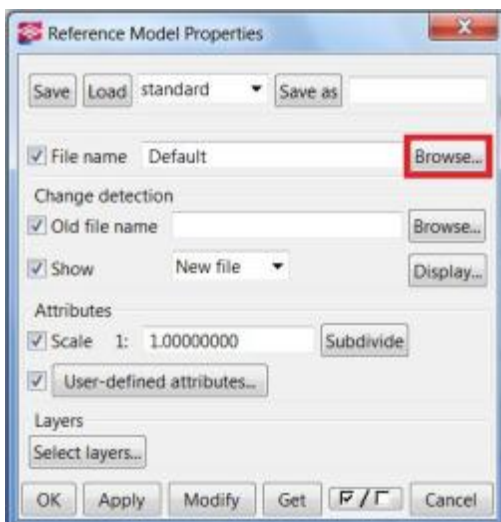 Reference Model Properties
Save Load standard Save as
File name Default Browse...
Change detection
Old file name Browse...
Show New file Display...
Attributes
Scale 1: 1.00000000 Subdivide
User-defined attributes...
Layers
Select layers...
OK Apply Modify Get / Cancel